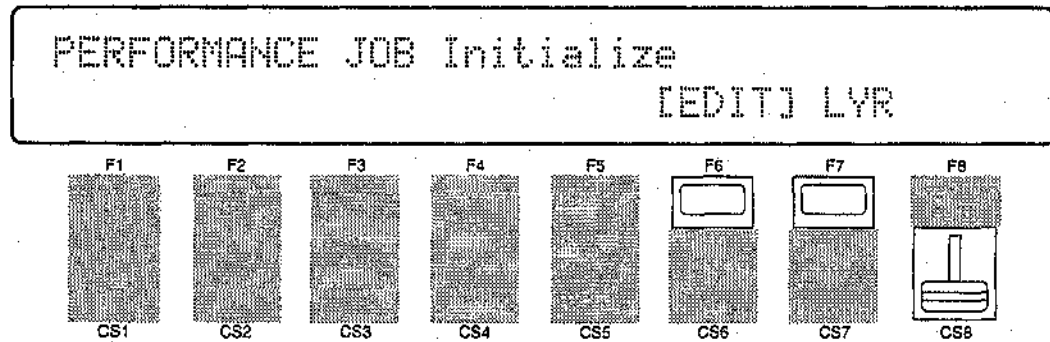 PERFORMANCE JOB Initialize
[EDIT] LYR
F1 F2 F3 F4 F5 F6 F7 F8
CS1 CS2 CS3 CS4 CS5 CS6 CS7 CS8